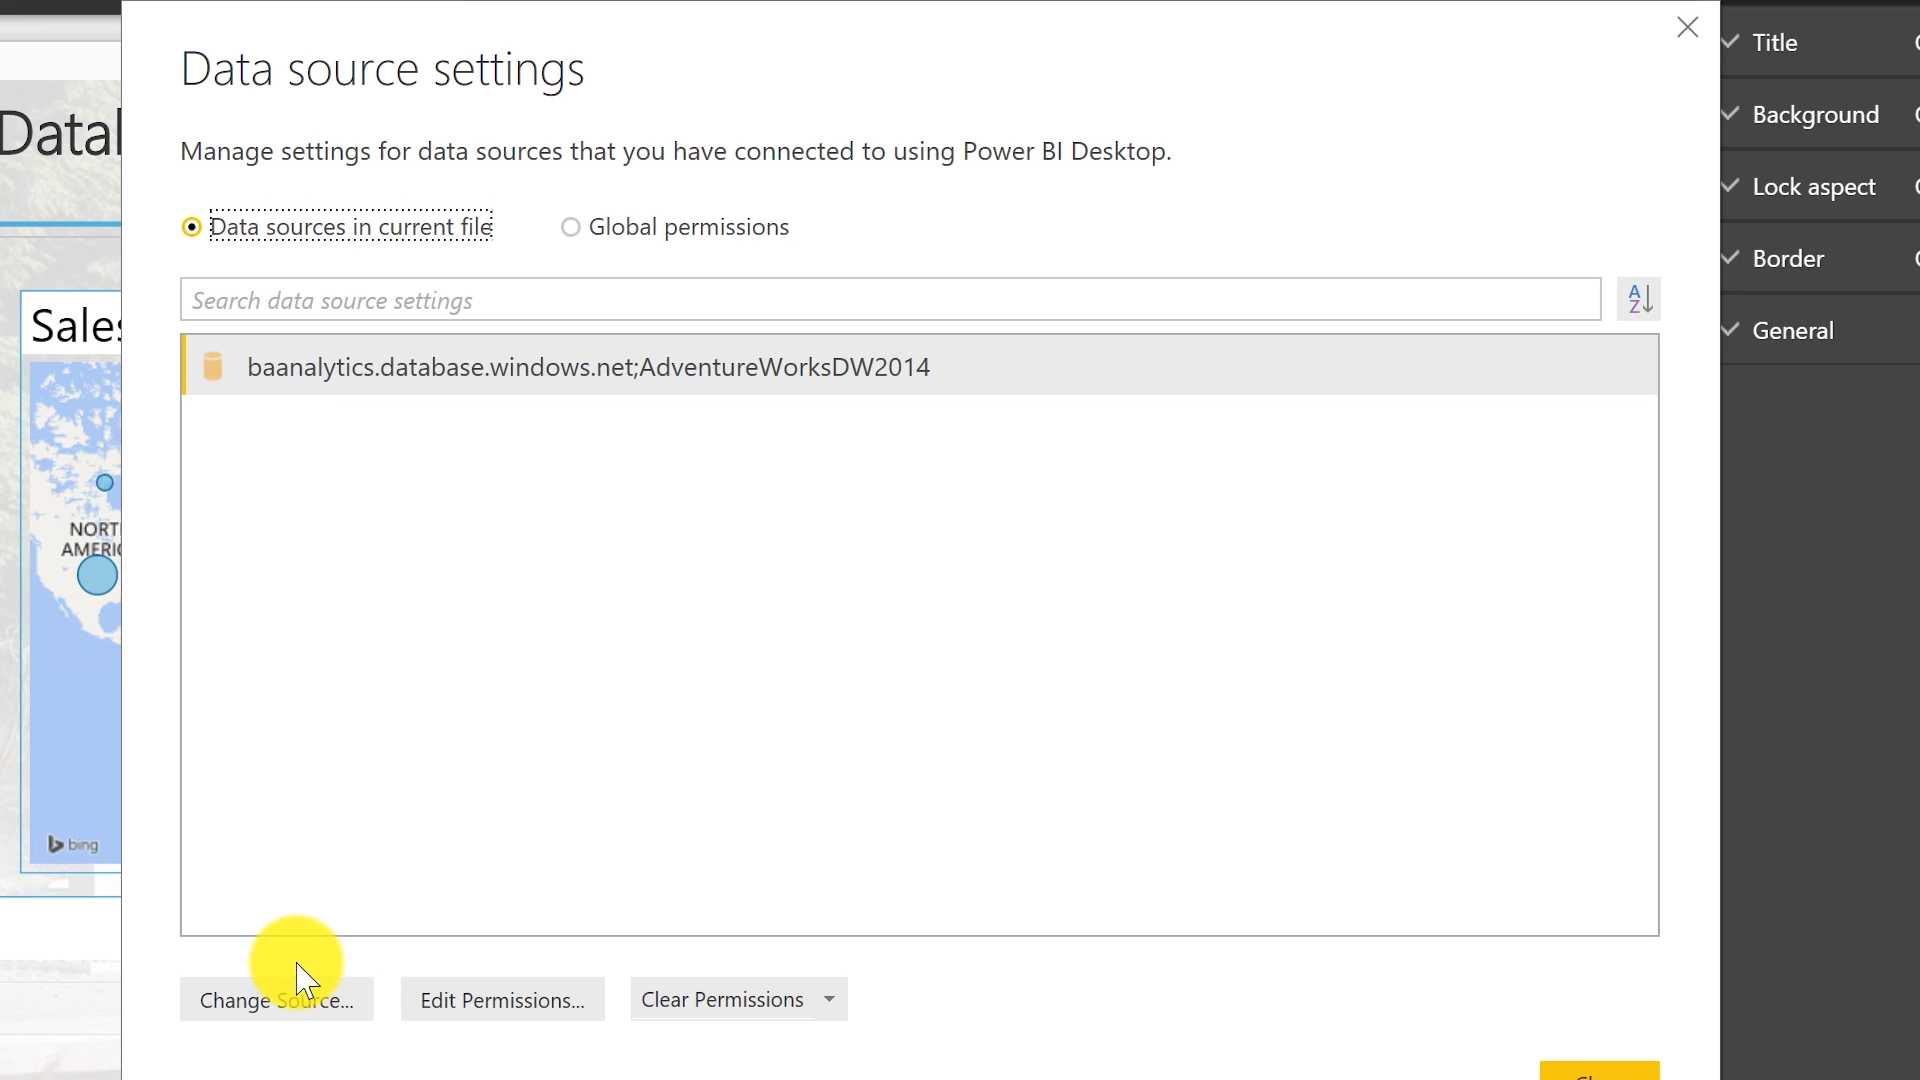 Data source settings
Manage settings for data sources that you have connected to using Power BI Desktop.
Data sources in current file
Global permissions
Search data source settings
A
Z
baanalytics.database.windows.net;AdventureWorksDW2014
Change Source...
Edit Permissions...
Clear Permissions
Title
Background
Lock aspect
Border
General
bing